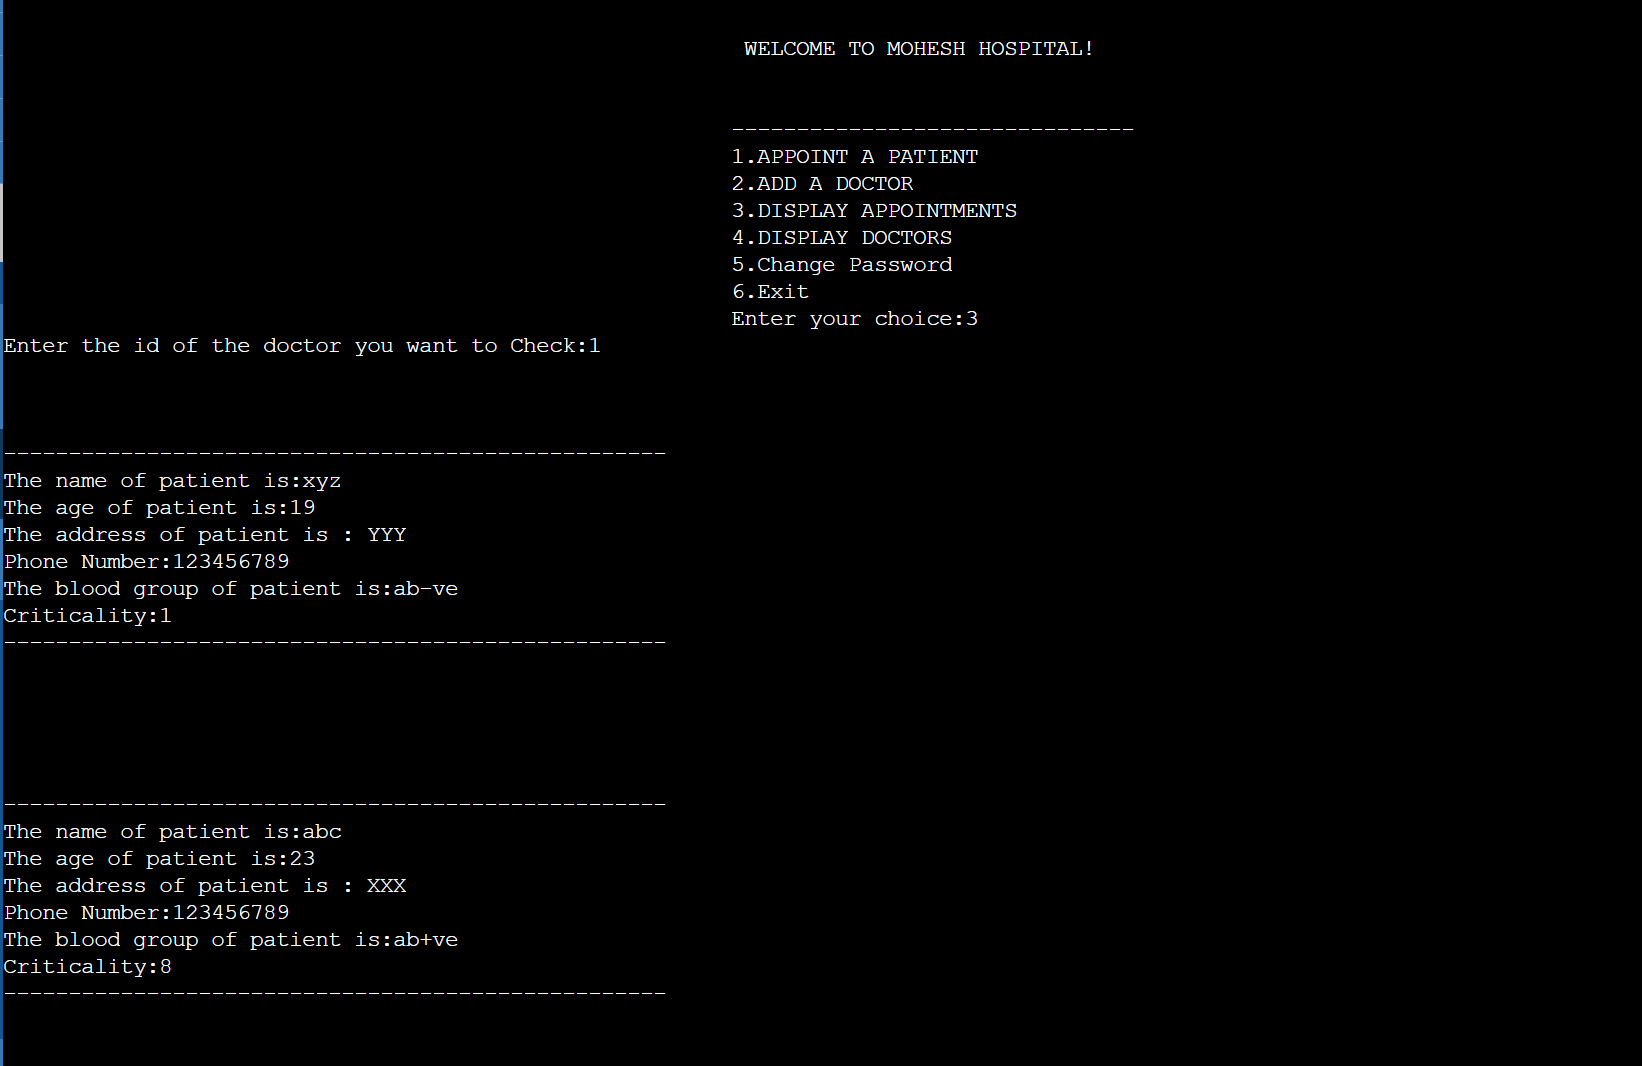 WELCOME TO MOHESH HOSPITAL!
-------------------------------
1.APPOINT A PATIENT
2.ADD A DOCTOR
3.DISPLAY APPOINTMENTS
4.DISPLAY DOCTORS
5.Change Password
6.Exit
Enter your choice:3
Enter the id of the doctor you want to Check:1
---------------------------------------------------
The name of patient is:xyz
The age of patient is:19
The address of patient is : YYY
Phone Number:123456789
The blood group of patient is:ab-ve
Criticality:1
---------------------------------------------------
---------------------------------------------------
The name of patient is:abc
The age of patient is:23
The address of patient is : XXX
Phone Number:123456789
The blood group of patient is:ab+ve
Criticality:8
---------------------------------------------------